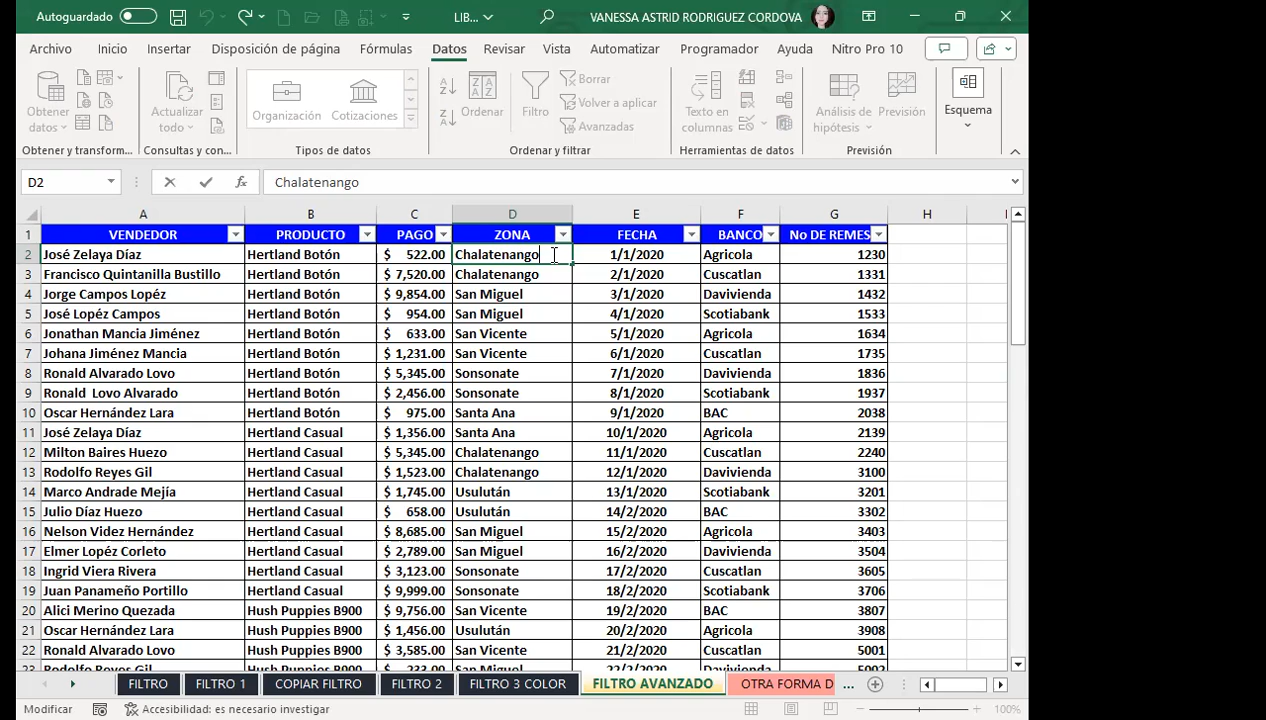 Autoguardado LIB... VANESSA ASTRID RODRIGUEZ CORDOVA
Archivo Inicio Insertar Disposición de página Fórmulas Datos Revisar Vista Automatizar Programador Ayuda Nitro Pro 10
Obtener datos Actualizar todo Organización Cotizaciones Ordenar Filtro Borrar Volver a aplicar Avanzadas Texto en columnas Análisis de hipótesis Previsión Esquema
Obtener y transform... Consultas y con... Tipos de datos Ordenar y filtrar Herramientas de datos Previsión
D2 fx Chalatenango
A B C D E F G H I
1 VENDEDOR PRODUCTO PAGO ZONA FECHA BANCO No DE REMES
2 José Zelaya Díaz Hertland Botón $ 522.00 Chalatenango 1/1/2020 Agricola 1230
3 Francisco Quintanilla Bustillo Hertland Botón $ 7,520.00 Chalatenango 2/1/2020 Cuscatlan 1331
4 Jorge Campos Lopéz Hertland Botón $ 9,854.00 San Miguel 3/1/2020 Davivienda 1432
5 José Lopéz Campos Hertland Botón $ 954.00 San Miguel 4/1/2020 Scotiabank 1533
6 Jonathan Mancia Jiménez Hertland Botón $ 633.00 San Vicente 5/1/2020 Agricola 1634
7 Johana Jiménez Mancia Hertland Botón $ 1,231.00 San Vicente 6/1/2020 Cuscatlan 1735
8 Ronald Alvarado Lovo Hertland Botón $ 5,345.00 Sonsonate 7/1/2020 Davivienda 1836
9 Ronald Lovo Alvarado Hertland Botón $ 2,456.00 Sonsonate 8/1/2020 Scotiabank 1937
10 Oscar Hernández Lara Hertland Botón $ 975.00 Santa Ana 9/1/2020 BAC 2038
11 José Zelaya Díaz Hertland Casual $ 1,356.00 Santa Ana 10/1/2020 Agricola 2139
12 Milton Baires Huezo Hertland Casual $ 5,345.00 Chalatenango 11/1/2020 Cuscatlan 2240
13 Rodolfo Reyes Gil Hertland Casual $ 1,523.00 Chalatenango 12/1/2020 Davivienda 3100
14 Marco Andrade Mejía Hertland Casual $ 1,745.00 Usulután 13/1/2020 Scotiabank 3201
15 Julio Díaz Huezo Hertland Casual $ 658.00 Usulután 14/2/2020 BAC 3302
16 Nelson Videz Hernández Hertland Casual $ 8,685.00 San Miguel 15/2/2020 Agricola 3403
17 Elmer Lopéz Corleto Hertland Casual $ 2,789.00 San Miguel 16/2/2020 Davivienda 3504
18 Ingrid Viera Rivera Hertland Casual $ 3,123.00 Sonsonate 17/2/2020 Cuscatlan 3605
19 Juan Panameño Portillo Hertland Casual $ 9,999.00 Sonsonate 18/2/2020 Scotiabank 3706
20 Alici Merino Quezada Hush Puppies B900 $ 9,756.00 San Vicente 19/2/2020 BAC 3807
21 Oscar Hernández Lara Hush Puppies B900 $ 1,456.00 Usulután 20/2/2020 Agricola 3908
22 Ronald Alvarado Lovo Hush Puppies B900 $ 3,585.00 San Vicente 21/2/2020 Cuscatlan 5001
23 Rodolfo Reyes Gil Hush Puppies B900 $ 233.00 San Miguel 22/2/2020 Davivienda 5002
FILTRO FILTRO 1 COPIAR FILTRO FILTRO 2 FILTRO 3 COLOR FILTRO AVANZADO OTRA FORMA D ...
Modificar Accesibilidad: es necesario investigar 100%